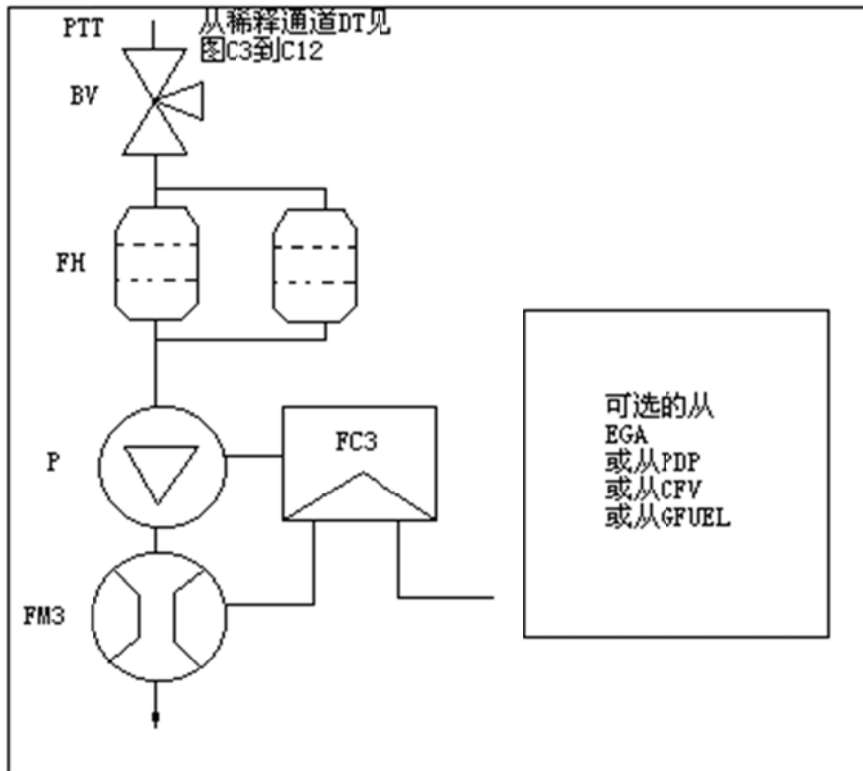 PTT
从稀释通道DT见
图C3到C12
BV
FH
P
FC3
FM3
可选的从
EGA
或从PDP
或从CFV
或从GFUEL